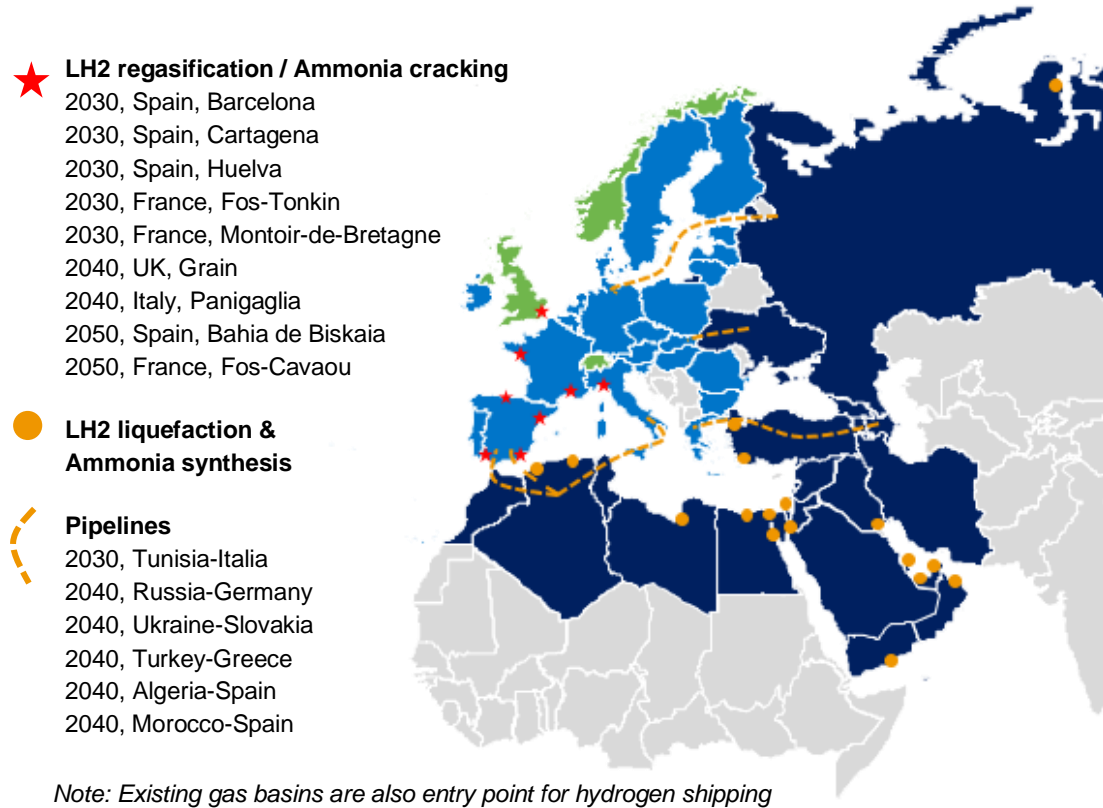 LH2 regasification / Ammonia cracking
2030, Spain, Barcelona
2030, Spain, Cartagena
2030, Spain, Huelva
2030, France, Fos-Tonkin
2030, France, Montoir-de-Bretagne
2040, UK, Grain
2040, Italy, Panigaglia
2050, Spain, Bahia de Biskaia
2050, France, Fos-Cavaou
LH2 liquefaction &
Ammonia synthesis
Pipelines
2030, Tunisia-Italia
2040, Russia-Germany
2040, Ukraine-Slovakia
2040, Turkey-Greece
2040, Algeria-Spain
2040, Morocco-Spain
Note: Existing gas basins are also entry point for hydrogen shipping